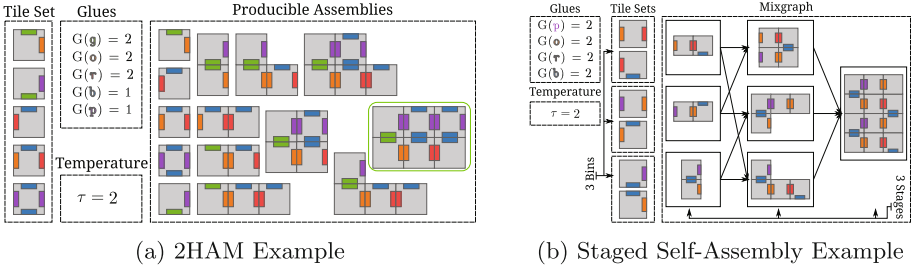 Tile Set
Glues
Producible Assemblies
G(g) = 2
G(o) = 2
G(r) = 2
G(b) = 1
G(p) = 1
Temperature
τ = 2
(a) 2HAM Example
Glues
Tile Sets
Mixgraph
G(p) = 2
G(o) = 2
G(r) = 2
G(b) = 2
Temperature
τ = 2
3 Bins
3 Stages
(b) Staged Self-Assembly Example